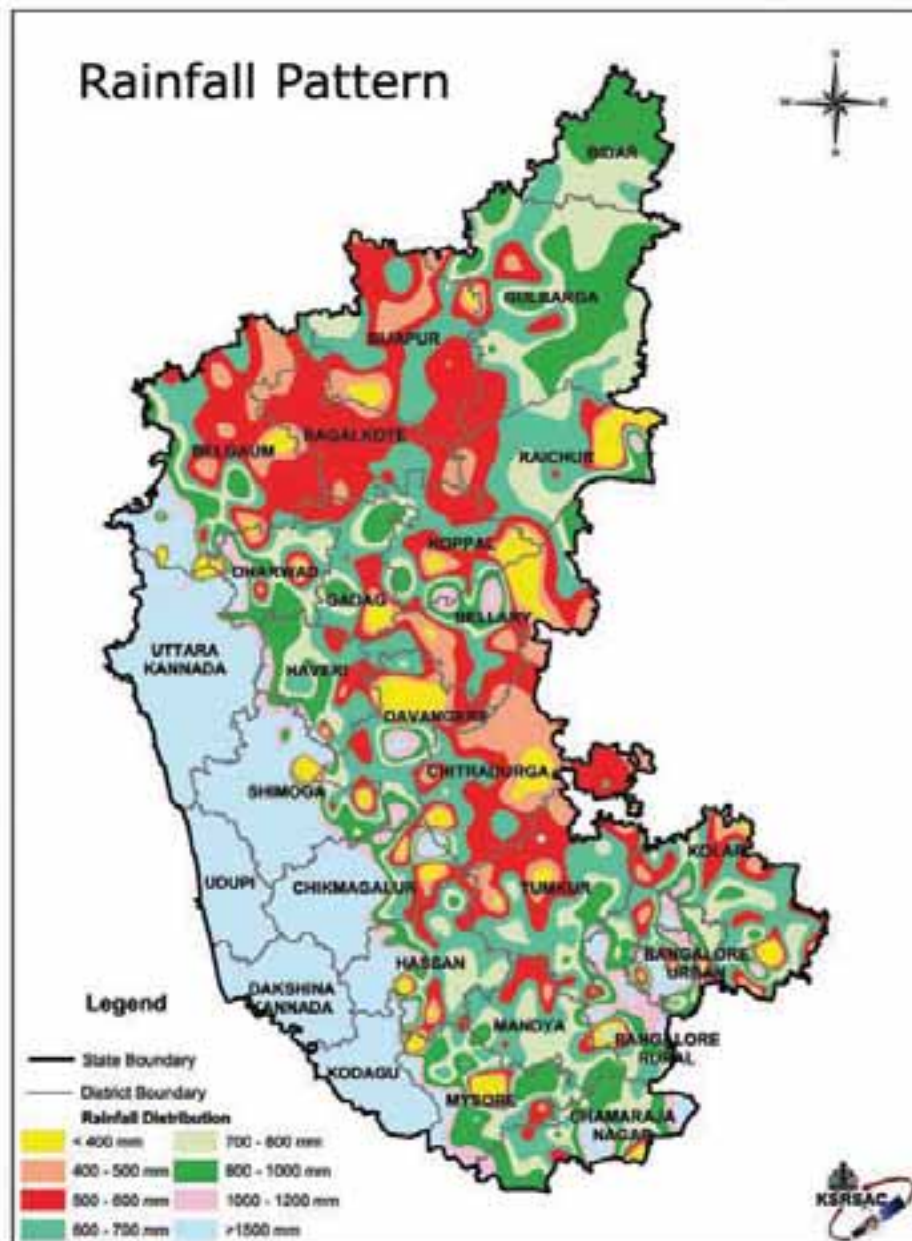 Rainfall Pattern
N
W
E
S
BIDAR
GULBARGA
BIJAPUR
BAGALKOTE
BELGAUM
RAICHUR
KOPPAL
DHARWAD
GADAG
BELLARY
UTTARA
KANNADA
HAVERI
DAVANGERE
CHITRADURGA
SHIMOGA
KOLAR
UDUPI
CHIKMAGALUR
TUMKUR
BANGALORE
URBAN
HASSAN
DAKSHINA
KANNADA
MANDYA
BANGALORE
RURAL
KODAGU
MYSORE
CHAMARAJA
NAGAR
Legend
State Boundary
District Boundary
Rainfall Distribution
< 400 mm
700 - 800 mm
400 - 500 mm
800 - 1000 mm
500 - 600 mm
1000 - 1200 mm
600 - 700 mm
>1500 mm
KSRSAC